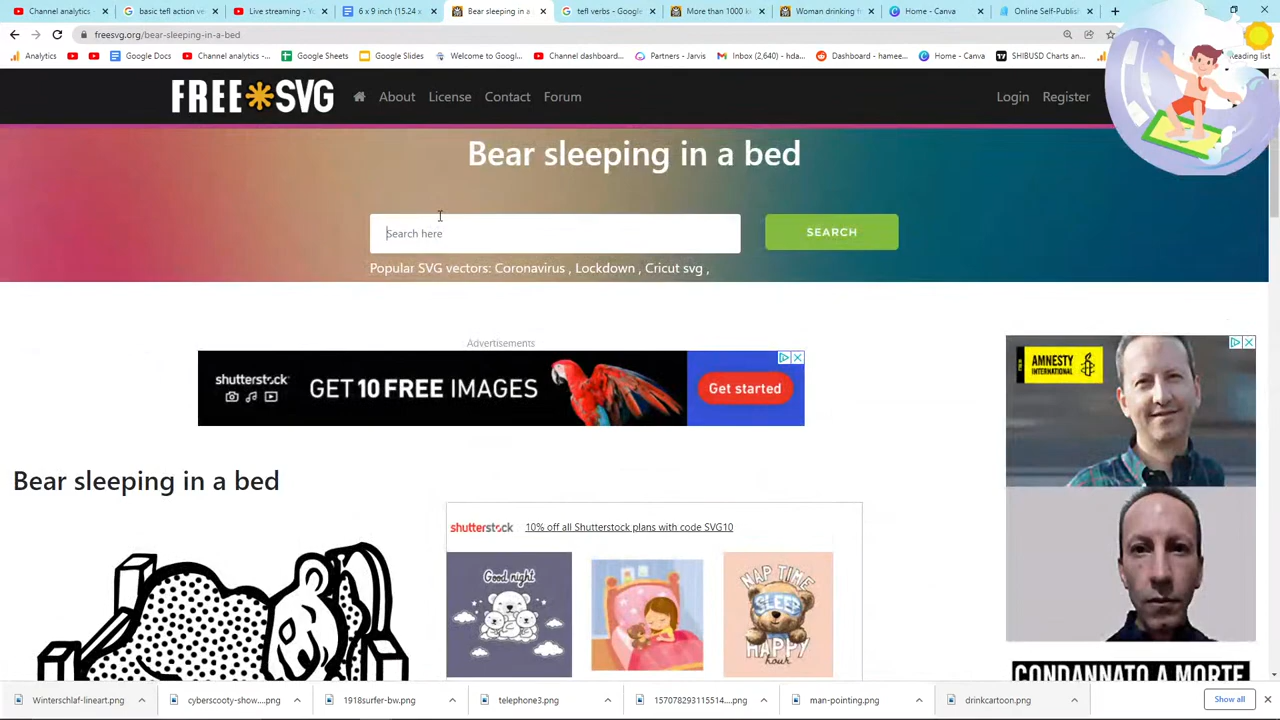 Channel analytics
basic tefl action ve
Live streaming - You
6 x 9 inch (15.24 x
Bear sleeping in a
tefl verbs - Google
More than 1000 k
Woman drinking f
Home - Canva
Online Self-Publis
freesvg.org/bear-sleeping-in-a-bed
Analytics
Google Docs
Channel analytic...
Google Sheets
Google Slides
Welcome to Googl...
Channel dashboard...
Partners - Jarvis
Inbox (2,640) - hda...
Dashboard - hamee...
Home - Canva
SHIBUSD Charts an...
Reading list
FREE SVG
About
License
Contact
Forum
Login
Register
Bear sleeping in a bed
Search here
SEARCH
Popular SVG vectors: Coronavirus , Lockdown , Cricut svg ,
Advertisements
shutterstock
GET 10 FREE IMAGES
Get started
AMNESTY
INTERNATIONAL
Bear sleeping in a bed
shutterstock
10% off all Shutterstock plans with code SVG10
Good night
NAP TIME
SLEEP
HAPPY
hour
CONDANNATO A MORTE
Winterschlaf-lineart.png
cyberscooty-show....png
1918surfer-bw.png
telephone3.png
157078293115514....png
man-pointing.png
drinkcartoon.png
Show all